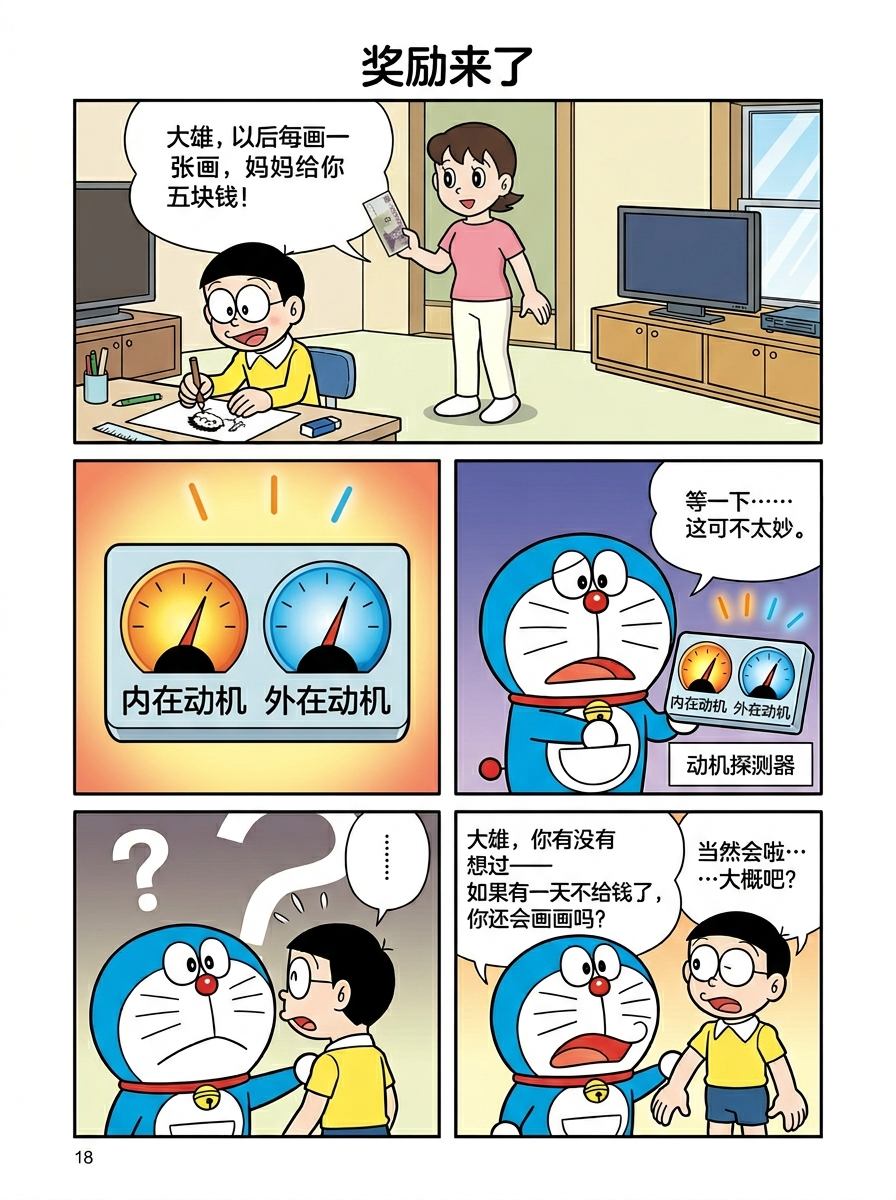 奖励来了
大雄，以后每画一
张画，妈妈给你
五块钱！
内在动机 外在动机
等一下……
这可不太妙。
内在动机 外在动机
动机探测器
？
？
……
大雄，你有没有
想过——
如果有一天不给钱了，
你还会画画吗？
当然会啦…
…大概吧？
18